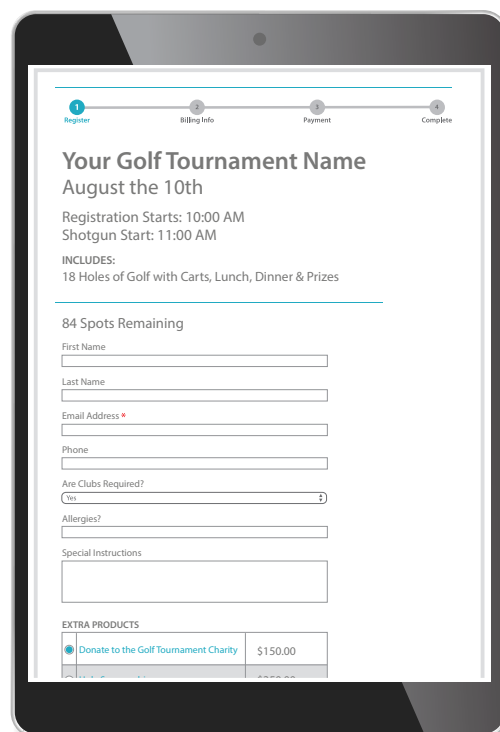 1 2 3 4
Register Billing Info Payment Complete
Your Golf Tournament Name
August the 10th
Registration Starts: 10:00 AM
Shotgun Start: 11:00 AM
INCLUDES:
18 Holes of Golf with Carts, Lunch, Dinner & Prizes
84 Spots Remaining
First Name
Last Name
Email Address *
Phone
Are Clubs Required?
Yes
Allergies?
Special Instructions
EXTRA PRODUCTS
Donate to the Golf Tournament Charity $150.00